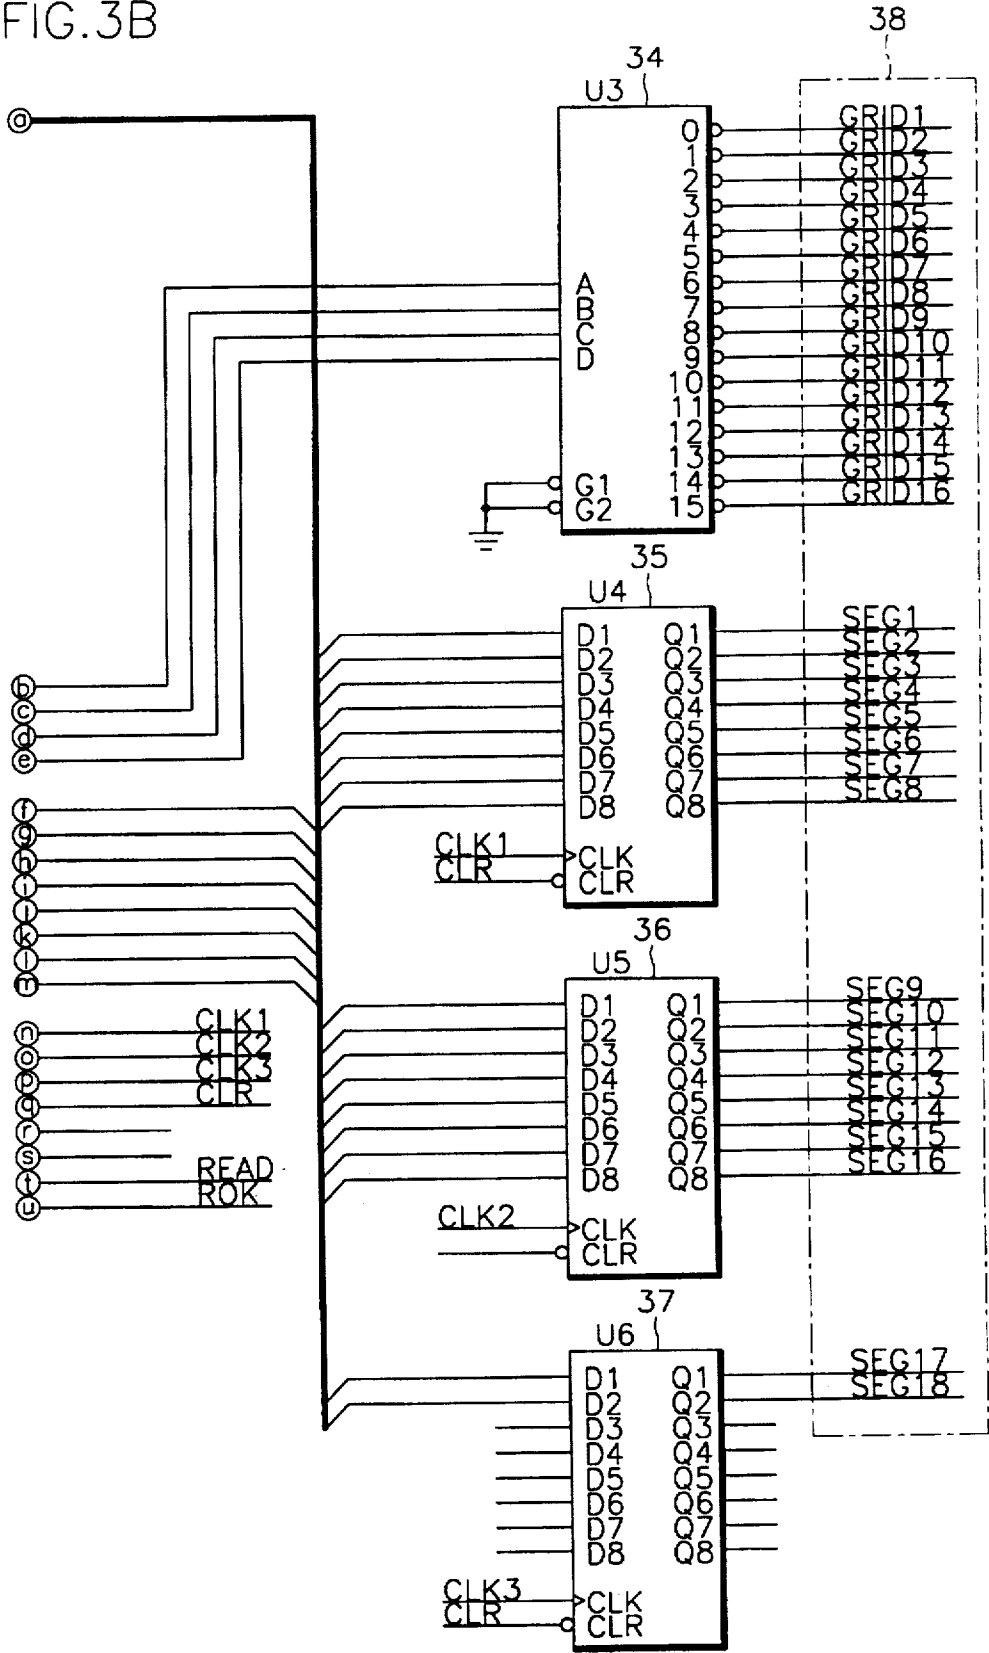 FIG.3B
38
34
U3
a
0 GRID1
1 GRID2
2 GRID3
3 GRID4
4 GRID5
5 GRID6
A 6 GRID7
B 7 GRID8
C 8 GRID9
D 9 GRID10
10 GRID11
11 GRID12
12 GRID13
13 GRID14
G1 14 GRID15
G2 15 GRID16
35
U4
D1 Q1 SEG1
D2 Q2 SEG2
D3 Q3 SEG3
D4 Q4 SEG4
D5 Q5 SEG5
D6 Q6 SEG6
D7 Q7 SEG7
D8 Q8 SEG8
CLK1 CLK
CLR CLR
b
c
d
e
f
g
h
i
j
k
l
m
n CLK1
o CLK2
p CLK3
q CLR
r
s
t READ
u ROK
36
U5
D1 Q1 SEG9
D2 Q2 SEG10
D3 Q3 SEG11
D4 Q4 SEG12
D5 Q5 SEG13
D6 Q6 SEG14
D7 Q7 SEG15
D8 Q8 SEG16
CLK2 CLK
CLR
37
U6
D1 Q1 SEG17
D2 Q2 SEG18
D3 Q3
D4 Q4
D5 Q5
D6 Q6
D7 Q7
D8 Q8
CLK3 CLK
CLR CLR